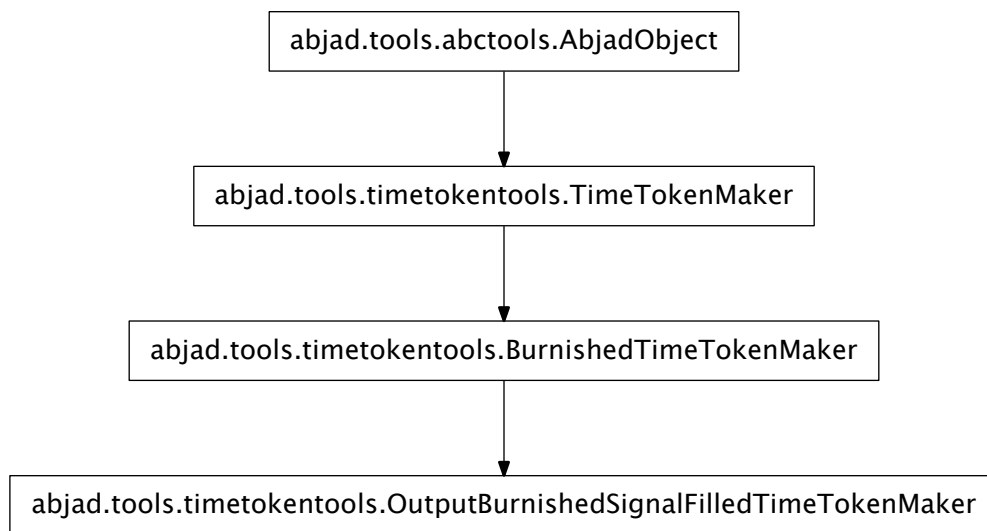 abjad.tools.abctools.AbjadObject
abjad.tools.timetokentools.TimeTokenMaker
abjad.tools.timetokentools.BurnishedTimeTokenMaker
abjad.tools.timetokentools.OutputBurnishedSignalFilledTimeTokenMaker